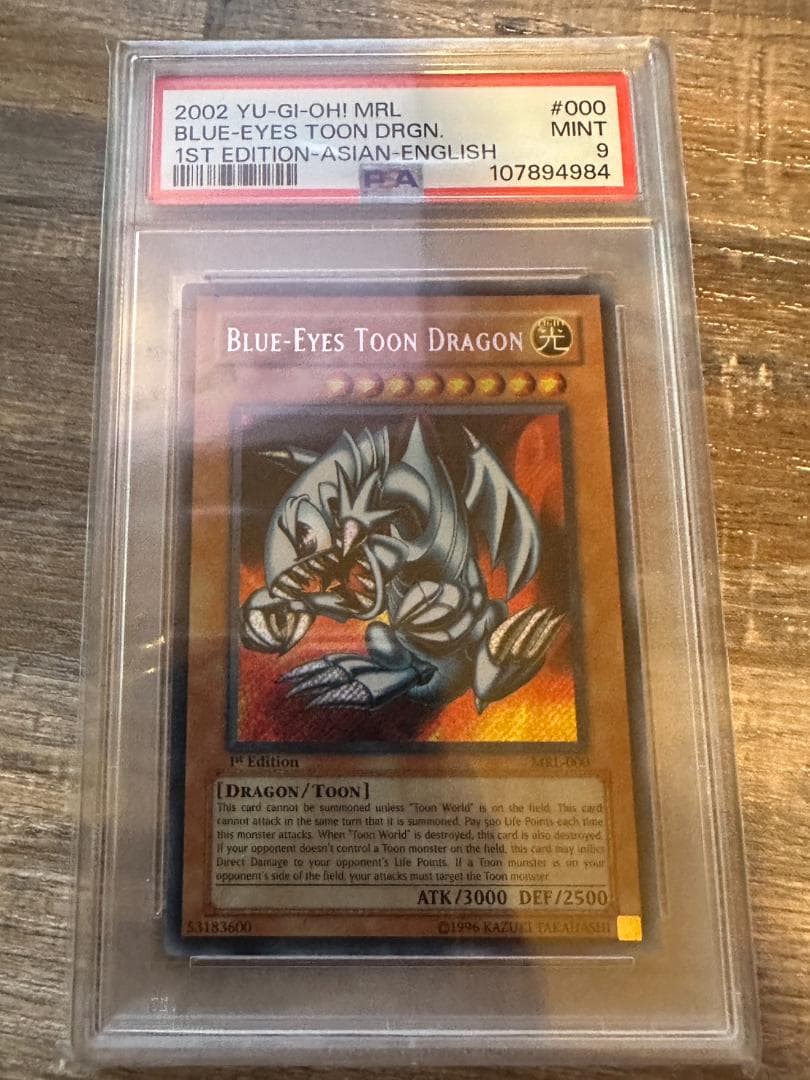 2002 YU-GI-OH! MRL #000
BLUE-EYES TOON DRGN. MINT
1ST EDITION-ASIAN-ENGLISH 9
PSA 107894984
BLUE-EYES TOON DRAGON
LIGHT
光
1st Edition MRL-000
[DRAGON/TOON]
This card cannot be summoned unless "Toon World" is on the field. This card
cannot attack in the same turn that it is summoned. Pay 500 Life Points each time
this monster attacks. When "Toon World" is destroyed, this card is also destroyed.
If your opponent doesn't control a Toon monster on the field, this card may inflict
Direct Damage to your opponent's Life Points. If a Toon monster is on your
opponent's side of the field, your attacks must target the Toon monster.
ATK/3000 DEF/2500
53183600 ©1996 KAZUKI TAKAHASHI